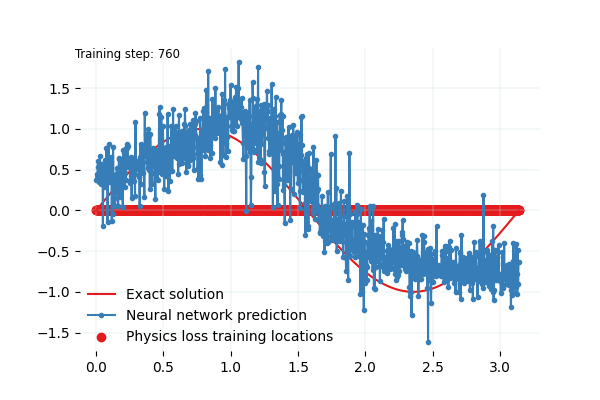 Training step: 760
1.5
1.0
0.5
0.0
−0.5
−1.0
−1.5
Exact solution
Neural network prediction
Physics loss training locations
0.0 0.5 1.0 1.5 2.0 2.5 3.0